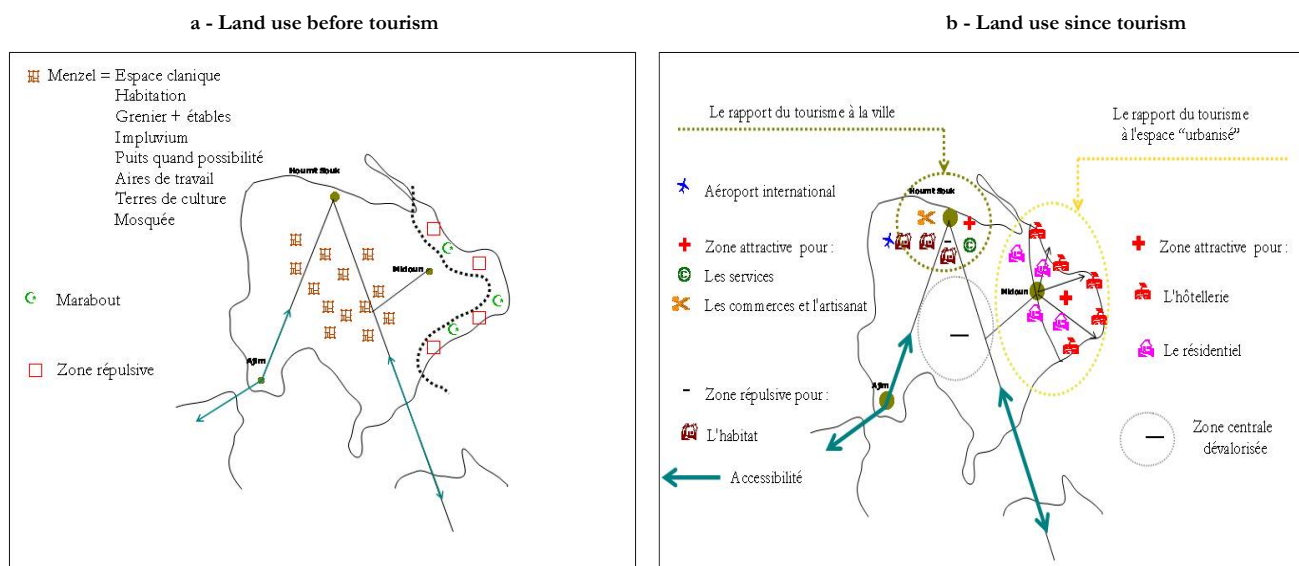 a - Land use before tourism
Menzel = Espace clanique
Habitation
Grenier + étables
Impluvium
Puits quand possibilité
Aires de travail
Terres de culture
Mosquée
Houmt Souk
Midoun
Ajim
Marabout
Zone répulsive
b - Land use since tourism
Le rapport du tourisme à la ville
Le rapport du tourisme
à l'espace “urbanisé”
Aéroport international
Zone attractive pour :
Les services
Les commerces et l'artisanat
Zone répulsive pour :
L'habitat
Accessibilité
Houmt Souk
Midoun
Ajim
Zone attractive pour :
L'hôtellerie
Le résidentiel
Zone centrale
dévalorisée